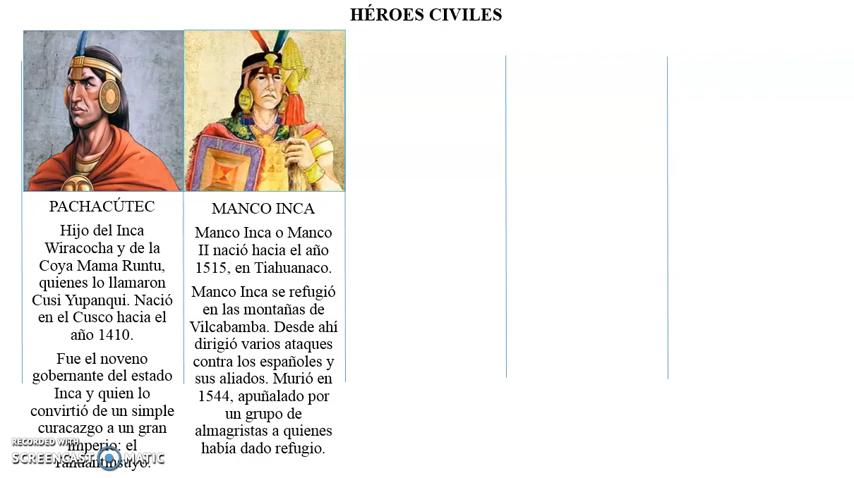 HÉROES CIVILES
PACHACÚTEC
Hijo del Inca
Wiracocha y de la
Coya Mama Runtu,
quienes lo llamaron
Cusi Yupanqui. Nació
en el Cusco hacia el
año 1410.
Fue el noveno
gobernante del estado
Inca y quien lo
convirtió de un simple
curacazgo a un gran
imperio: el
MANCO INCA
Manco Inca o Manco
II nació hacia el año
1515, en Tiahuanaco.
Manco Inca se refugió
en las montañas de
Vilcabamba. Desde ahí
dirigió varios ataques
contra los españoles y
sus aliados. Murió en
1544, apuñalado por
un grupo de
almagristas a quienes
había dado refugio.
RECORDED WITH
SCREENCAST MATIC